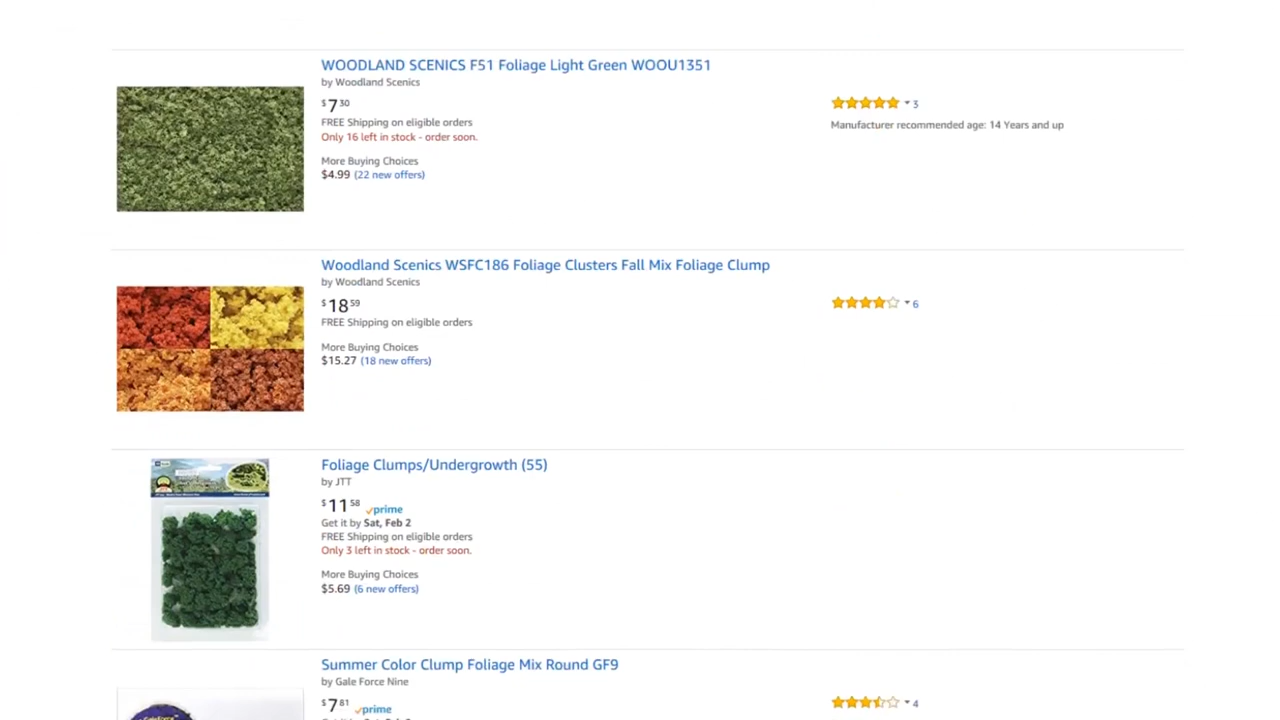 WOODLAND SCENICS F51 Foliage Light Green WOOU1351
by Woodland Scenics
$7 30
FREE Shipping on eligible orders
Only 16 left in stock - order soon.
More Buying Choices
$4.99 (22 new offers)
3
Manufacturer recommended age: 14 Years and up
Woodland Scenics WSFC186 Foliage Clusters Fall Mix Foliage Clump
by Woodland Scenics
$18 59
FREE Shipping on eligible orders
More Buying Choices
$15.27 (18 new offers)
6
Foliage Clumps/Undergrowth (55)
by JTT
$11 58 prime
Get it by Sat, Feb 2
FREE Shipping on eligible orders
Only 3 left in stock - order soon.
More Buying Choices
$5.69 (6 new offers)
Summer Color Clump Foliage Mix Round GF9
by Gale Force Nine
$7 81 prime
4